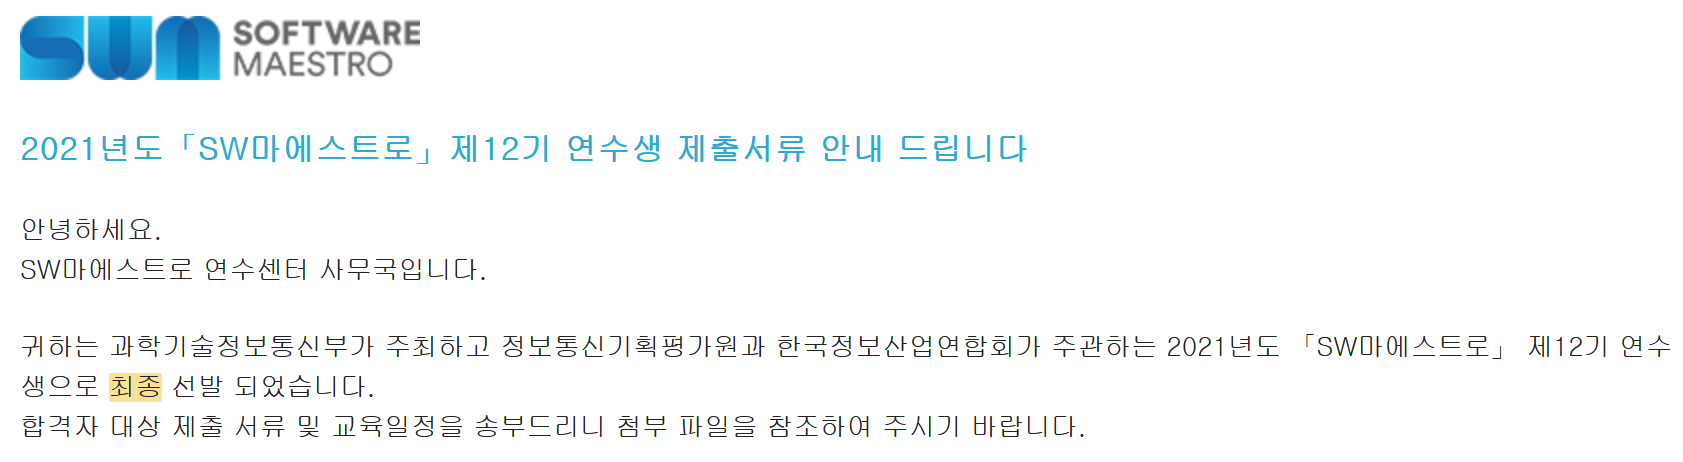 SWM SOFTWARE
MAESTRO
2021년도「SW마에스트로」제12기 연수생 제출서류 안내 드립니다
안녕하세요.
SW마에스트로 연수센터 사무국입니다.
귀하는 과학기술정보통신부가 주최하고 정보통신기획평가원과 한국정보산업연합회가 주관하는 2021년도 「SW마에스트로」 제12기 연수
생으로 최종 선발 되었습니다.
합격자 대상 제출 서류 및 교육일정을 송부드리니 첨부 파일을 참조하여 주시기 바랍니다.